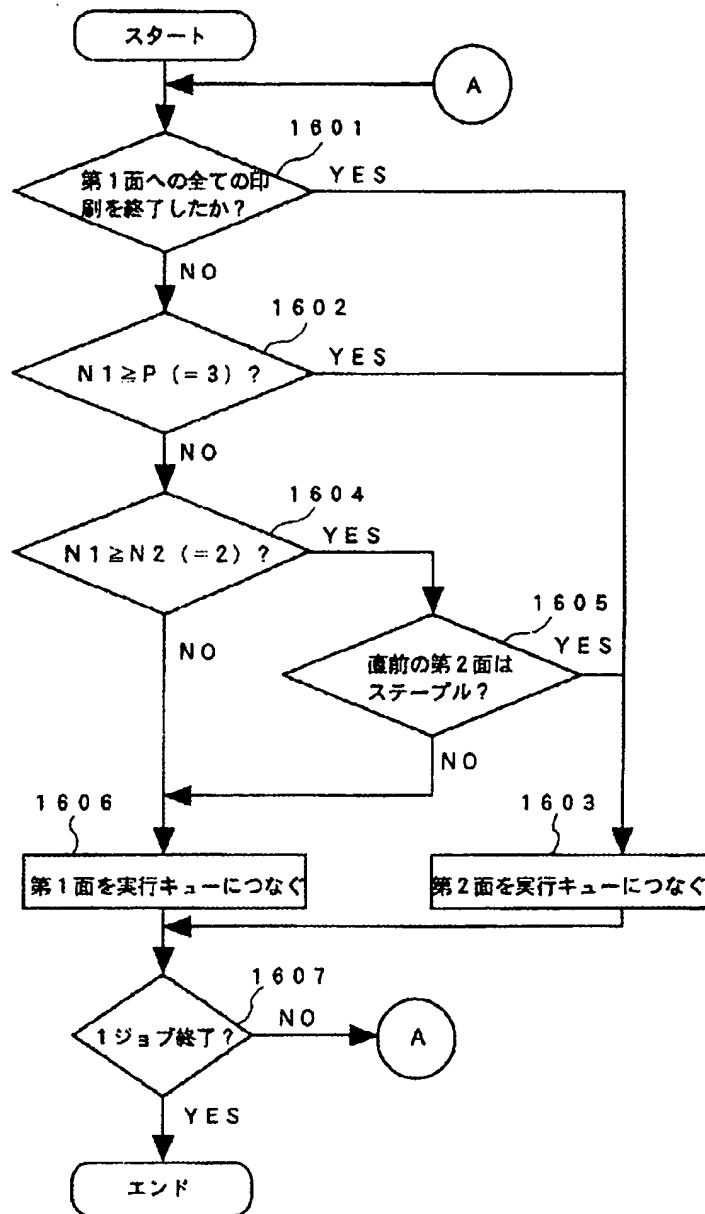 スタート
A
1601
第1面への全ての印
刷を終了したか?
YES
NO
1602
N1≧P(=3)?
YES
NO
1604
N1≧N2(=2)?
YES
NO
1605
直前の第2面は
ステープル?
YES
NO
1606
第1面を実行キューにつなぐ
1603
第2面を実行キューにつなぐ
1607
1ジョブ終了?
NO
A
YES
エンド